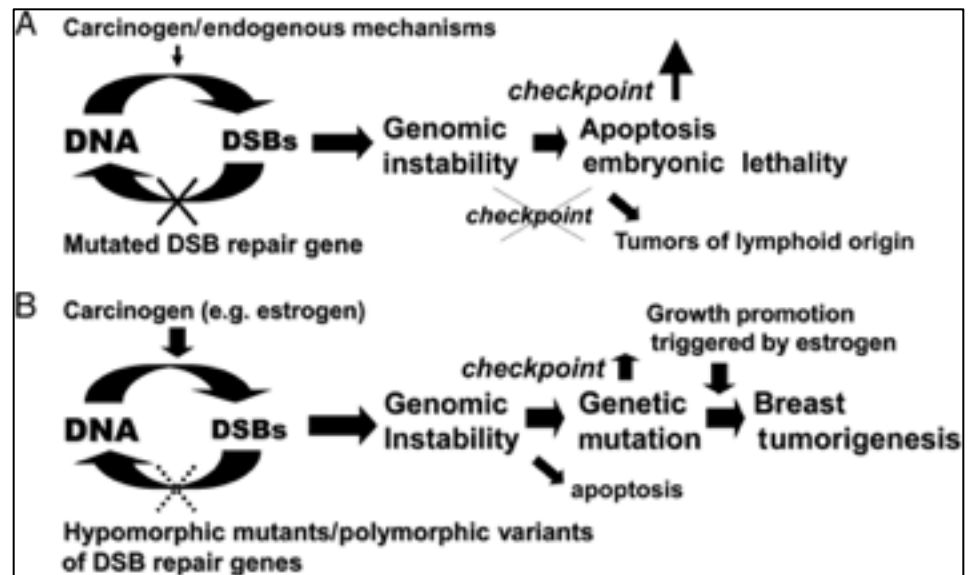 A
Carcinogen/endogenous mechanisms
checkpoint
DNA
DSBs
Genomic
instability
Apoptosis
embryonic lethality
checkpoint
Mutated DSB repair gene
Tumors of lymphoid origin
B
Carcinogen (e.g. estrogen)
Growth promotion
triggered by estrogen
checkpoint
DNA
DSBs
Genomic
Instability
Genetic
mutation
Breast
tumorigenesis
apoptosis
Hypomorphic mutants/polymorphic variants
of DSB repair genes